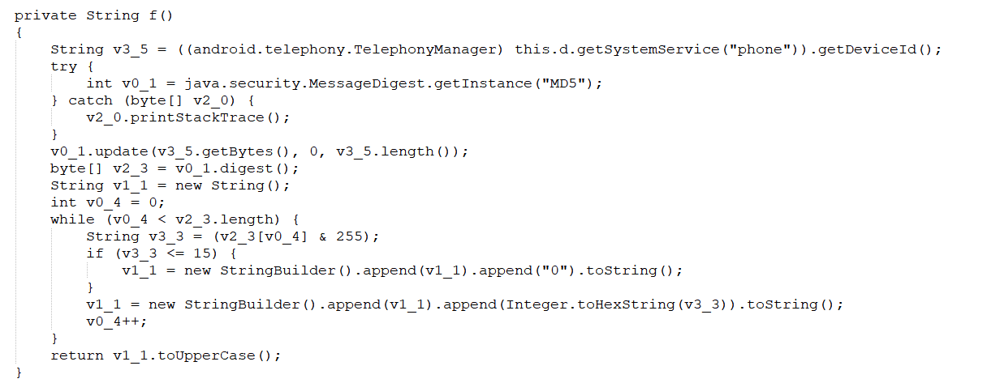 private String f()
{
    String v3_5 = ((android.telephony.TelephonyManager) this.d.getSystemService("phone")).getDeviceId();
    try {
        int v0_1 = java.security.MessageDigest.getInstance("MD5");
    } catch (byte[] v2_0) {
        v2_0.printStackTrace();
    }
    v0_1.update(v3_5.getBytes(), 0, v3_5.length());
    byte[] v2_3 = v0_1.digest();
    String v1_1 = new String();
    int v0_4 = 0;
    while (v0_4 < v2_3.length) {
        String v3_3 = (v2_3[v0_4] & 255);
        if (v3_3 <= 15) {
            v1_1 = new StringBuilder().append(v1_1).append("0").toString();
        }
        v1_1 = new StringBuilder().append(v1_1).append(Integer.toHexString(v3_3)).toString();
        v0_4++;
    }
    return v1_1.toUpperCase();
}